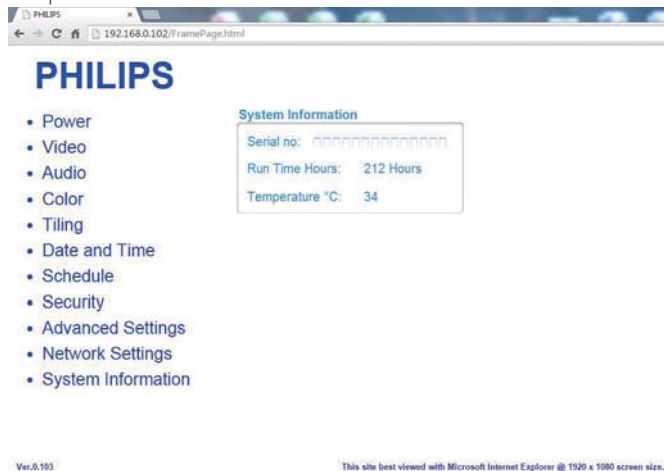 PHILIPS
192.168.0.102/FramePage.html
PHILIPS
• Power
• Video
• Audio
• Color
• Tiling
• Date and Time
• Schedule
• Security
• Advanced Settings
• Network Settings
• System Information
System Information
Serial no:
Run Time Hours: 212 Hours
Temperature °C: 34
Ver.0.103
This site best viewed with Microsoft Internet Explorer @ 1920 x 1080 screen size.